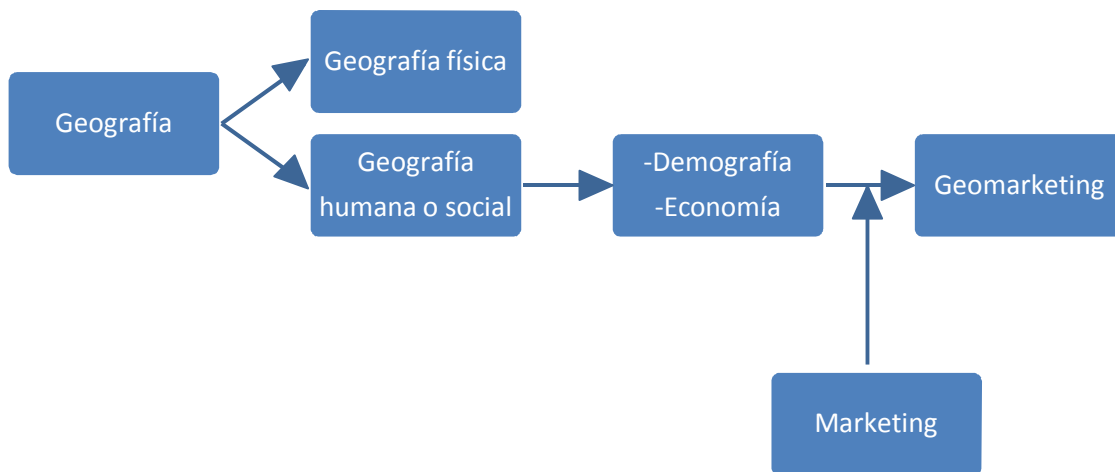 Geografía física
Geografía
Geografía
humana o social
-Demografía
-Economía
Geomarketing
Marketing